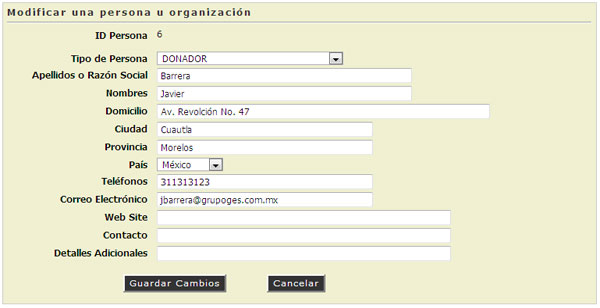 Modificar una persona u organización
ID Persona 6
Tipo de Persona DONADOR
Apellidos o Razón Social Barrera
Nombres Javier
Domicilio Av. Revolción No. 47
Ciudad Cuautla
Provincia Morelos
País México
Teléfonos 311313123
Correo Electrónico jbarrera@grupoges.com.mx
Web Site
Contacto
Detalles Adicionales
Guardar Cambios Cancelar